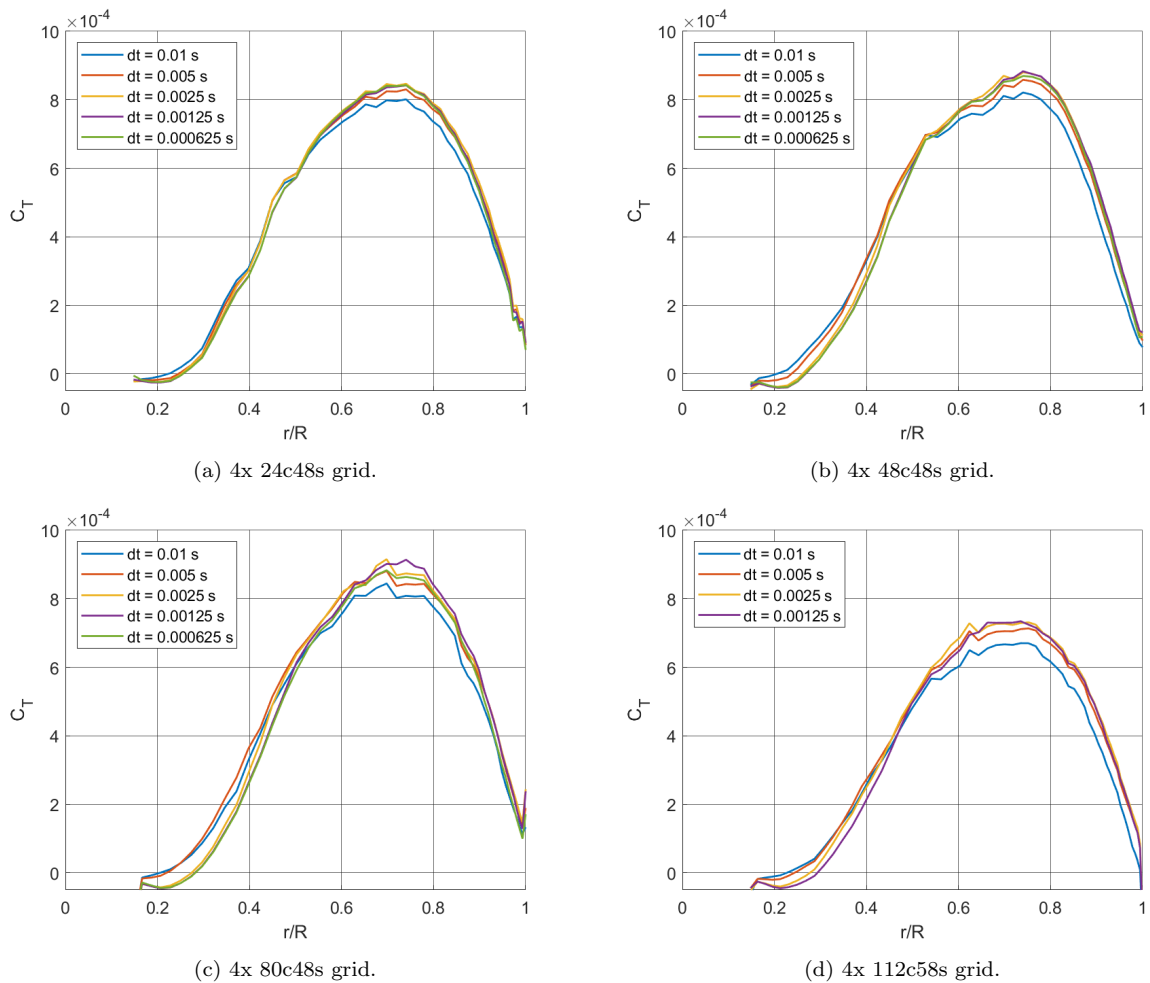 ×10⁻⁴
10
8
6
4
2
0
C_T
dt = 0.01 s
dt = 0.005 s
dt = 0.0025 s
dt = 0.00125 s
dt = 0.000625 s
0 0.2 0.4 0.6 0.8 1
r/R
(a) 4x 24c48s grid.
×10⁻⁴
10
8
6
4
2
0
C_T
dt = 0.01 s
dt = 0.005 s
dt = 0.0025 s
dt = 0.00125 s
dt = 0.000625 s
0 0.2 0.4 0.6 0.8 1
r/R
(b) 4x 48c48s grid.
×10⁻⁴
10
8
6
4
2
0
C_T
dt = 0.01 s
dt = 0.005 s
dt = 0.0025 s
dt = 0.00125 s
dt = 0.000625 s
0 0.2 0.4 0.6 0.8 1
r/R
(c) 4x 80c48s grid.
×10⁻⁴
10
8
6
4
2
0
C_T
dt = 0.01 s
dt = 0.005 s
dt = 0.0025 s
dt = 0.00125 s
0 0.2 0.4 0.6 0.8 1
r/R
(d) 4x 112c58s grid.